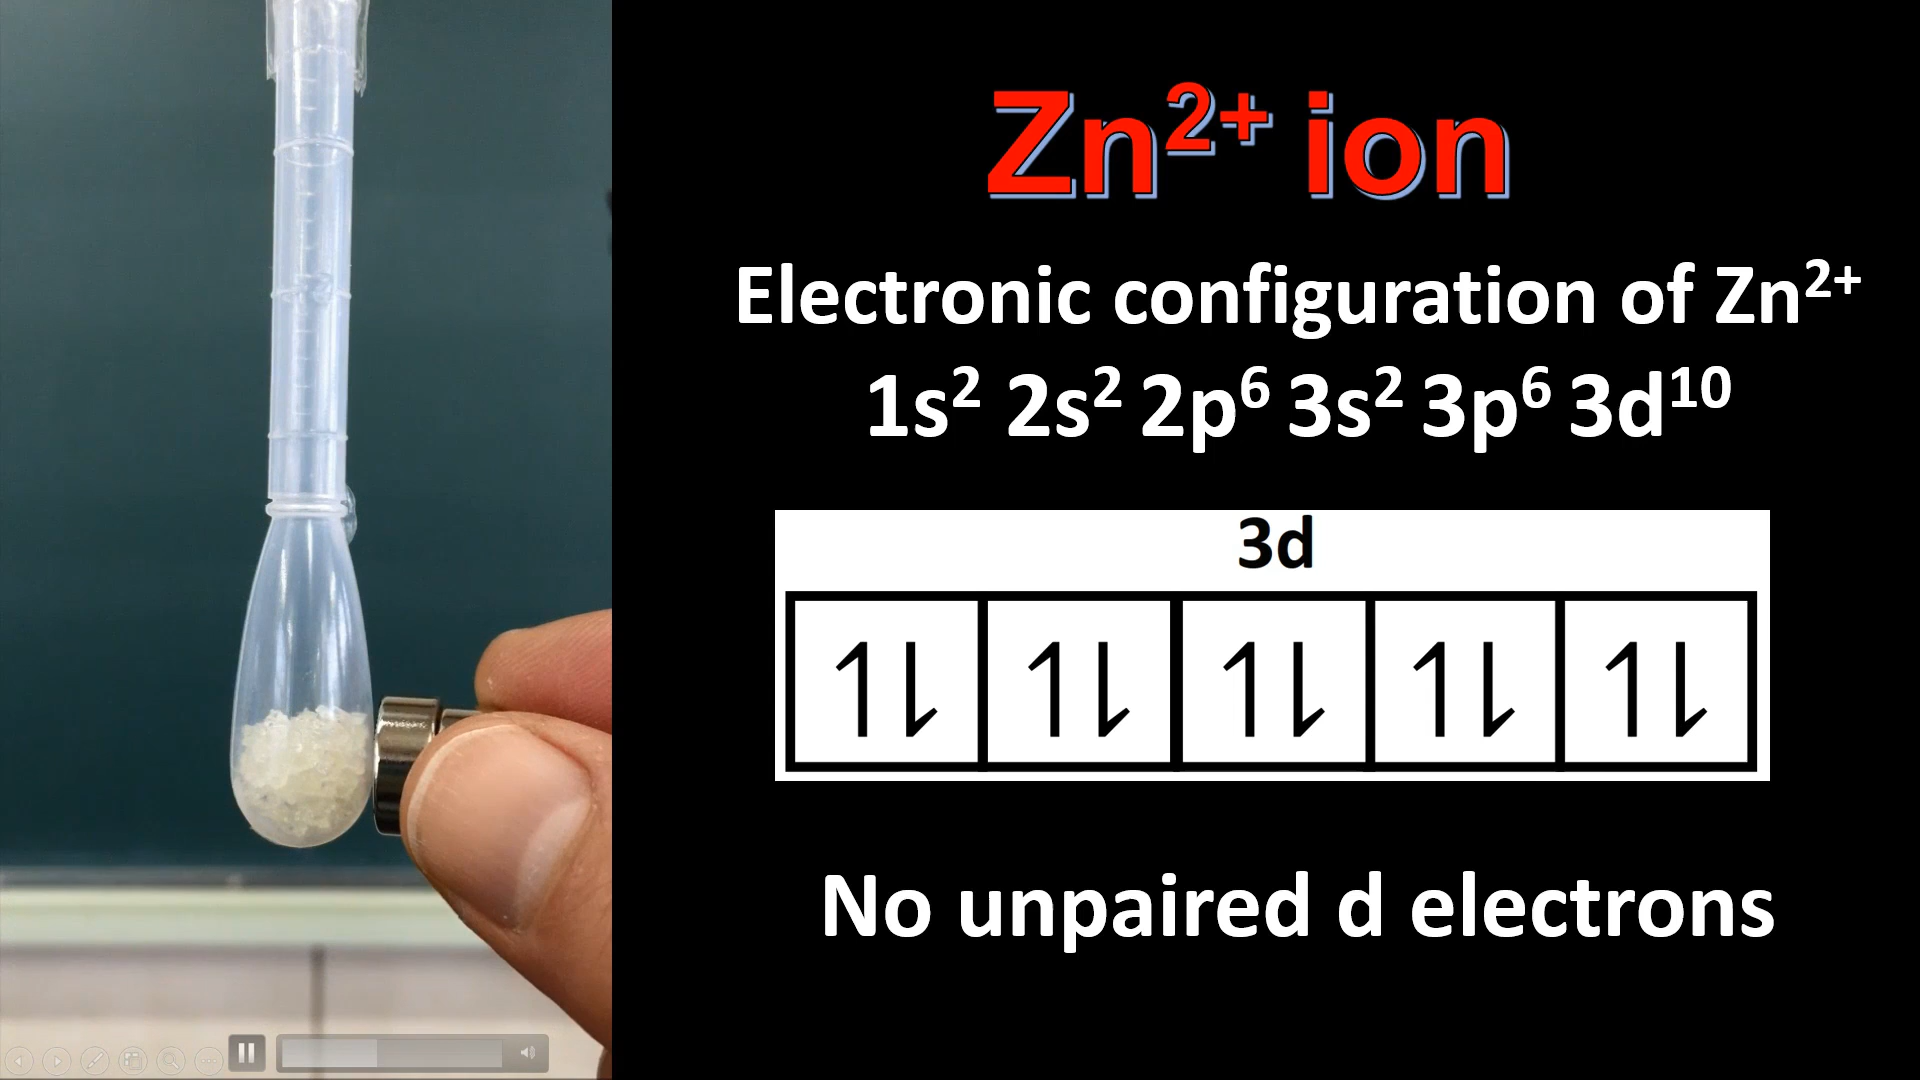 Zn²⁺ ion
Electronic configuration of Zn²⁺
1s² 2s² 2p⁶ 3s² 3p⁶ 3d¹⁰
3d
↿⇂ ↿⇂ ↿⇂ ↿⇂ ↿⇂
No unpaired d electrons